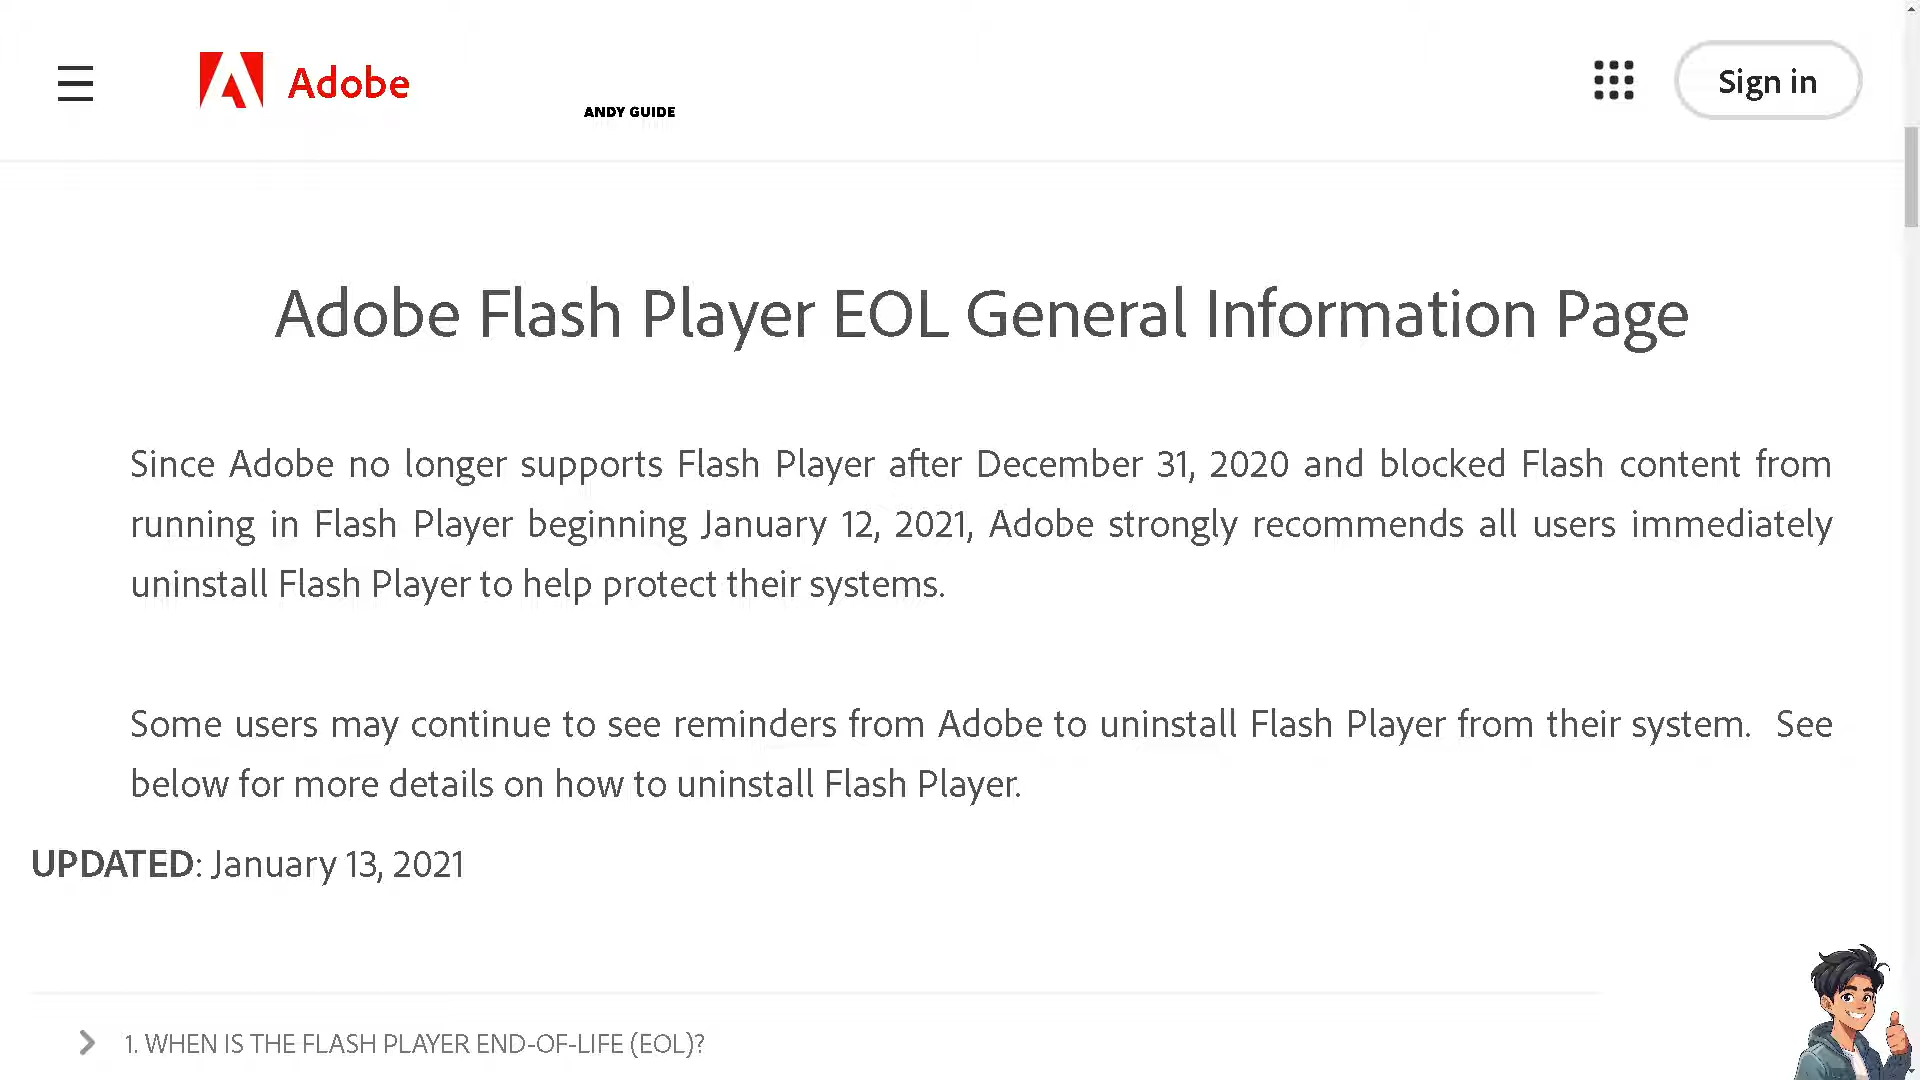 Adobe
ANDY GUIDE
Sign in
Adobe Flash Player EOL General Information Page
Since Adobe no longer supports Flash Player after December 31, 2020 and blocked Flash content from
running in Flash Player beginning January 12, 2021, Adobe strongly recommends all users immediately
uninstall Flash Player to help protect their systems.
Some users may continue to see reminders from Adobe to uninstall Flash Player from their system. See
below for more details on how to uninstall Flash Player.
UPDATED: January 13, 2021
1. WHEN IS THE FLASH PLAYER END-OF-LIFE (EOL)?